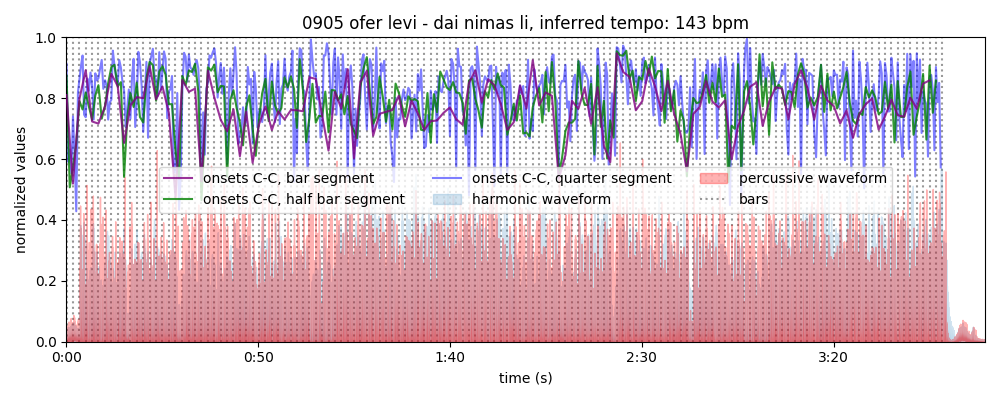 0905 ofer levi - dai nimas li, inferred tempo: 143 bpm
1.0
0.8
0.6
0.4
0.2
0.0
normalized values
onsets C-C, bar segment
onsets C-C, half bar segment
onsets C-C, quarter segment
harmonic waveform
percussive waveform
bars
0:00 0:50 1:40 2:30 3:20
time (s)